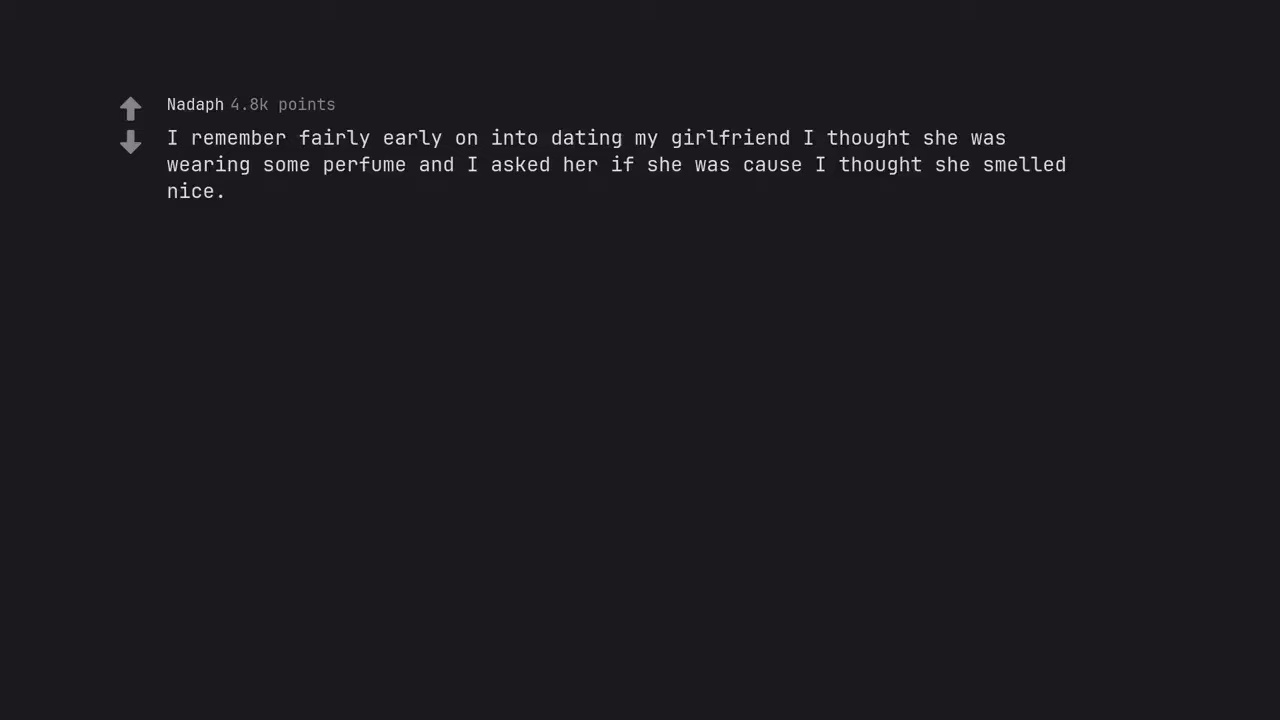 Nadaph 4.8k points
I remember fairly early on into dating my girlfriend I thought she was
wearing some perfume and I asked her if she was cause I thought she smelled
nice.